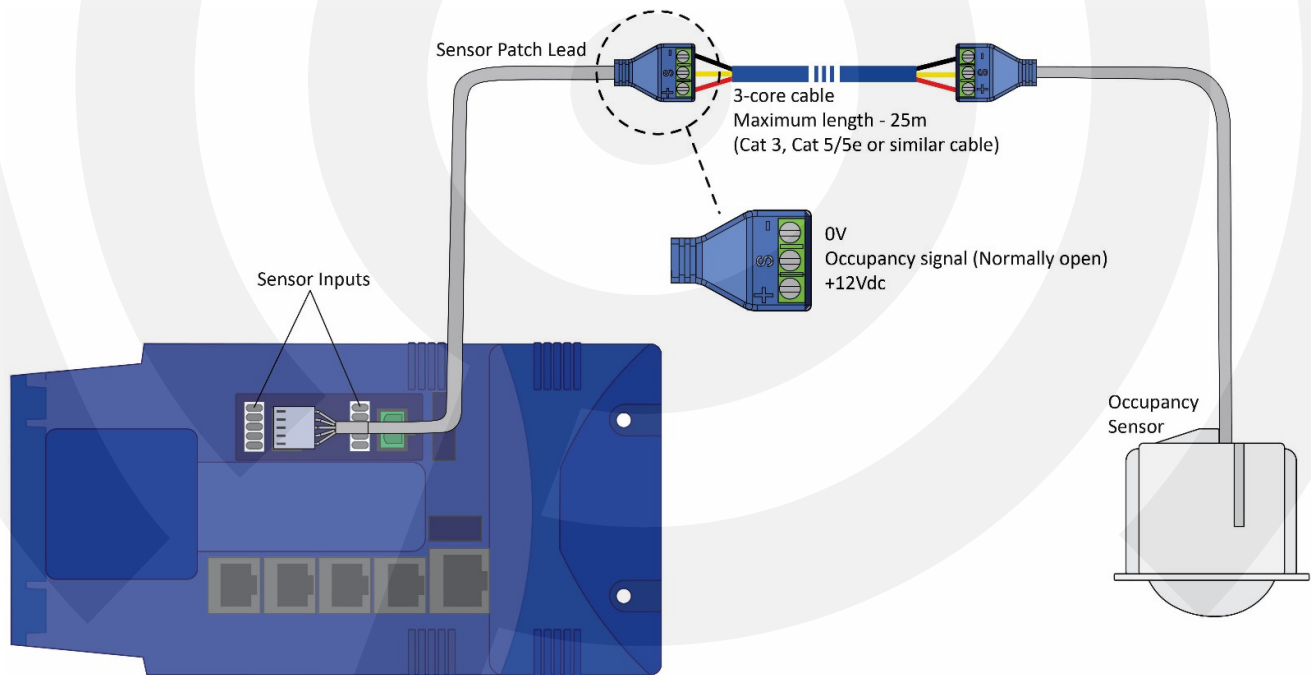 Sensor Patch Lead
-
S
+
-
S
+
3-core cable
Maximum length - 25m
(Cat 3, Cat 5/5e or similar cable)
-
S
+
0V
Occupancy signal (Normally open)
+12Vdc
Sensor Inputs
Occupancy
Sensor